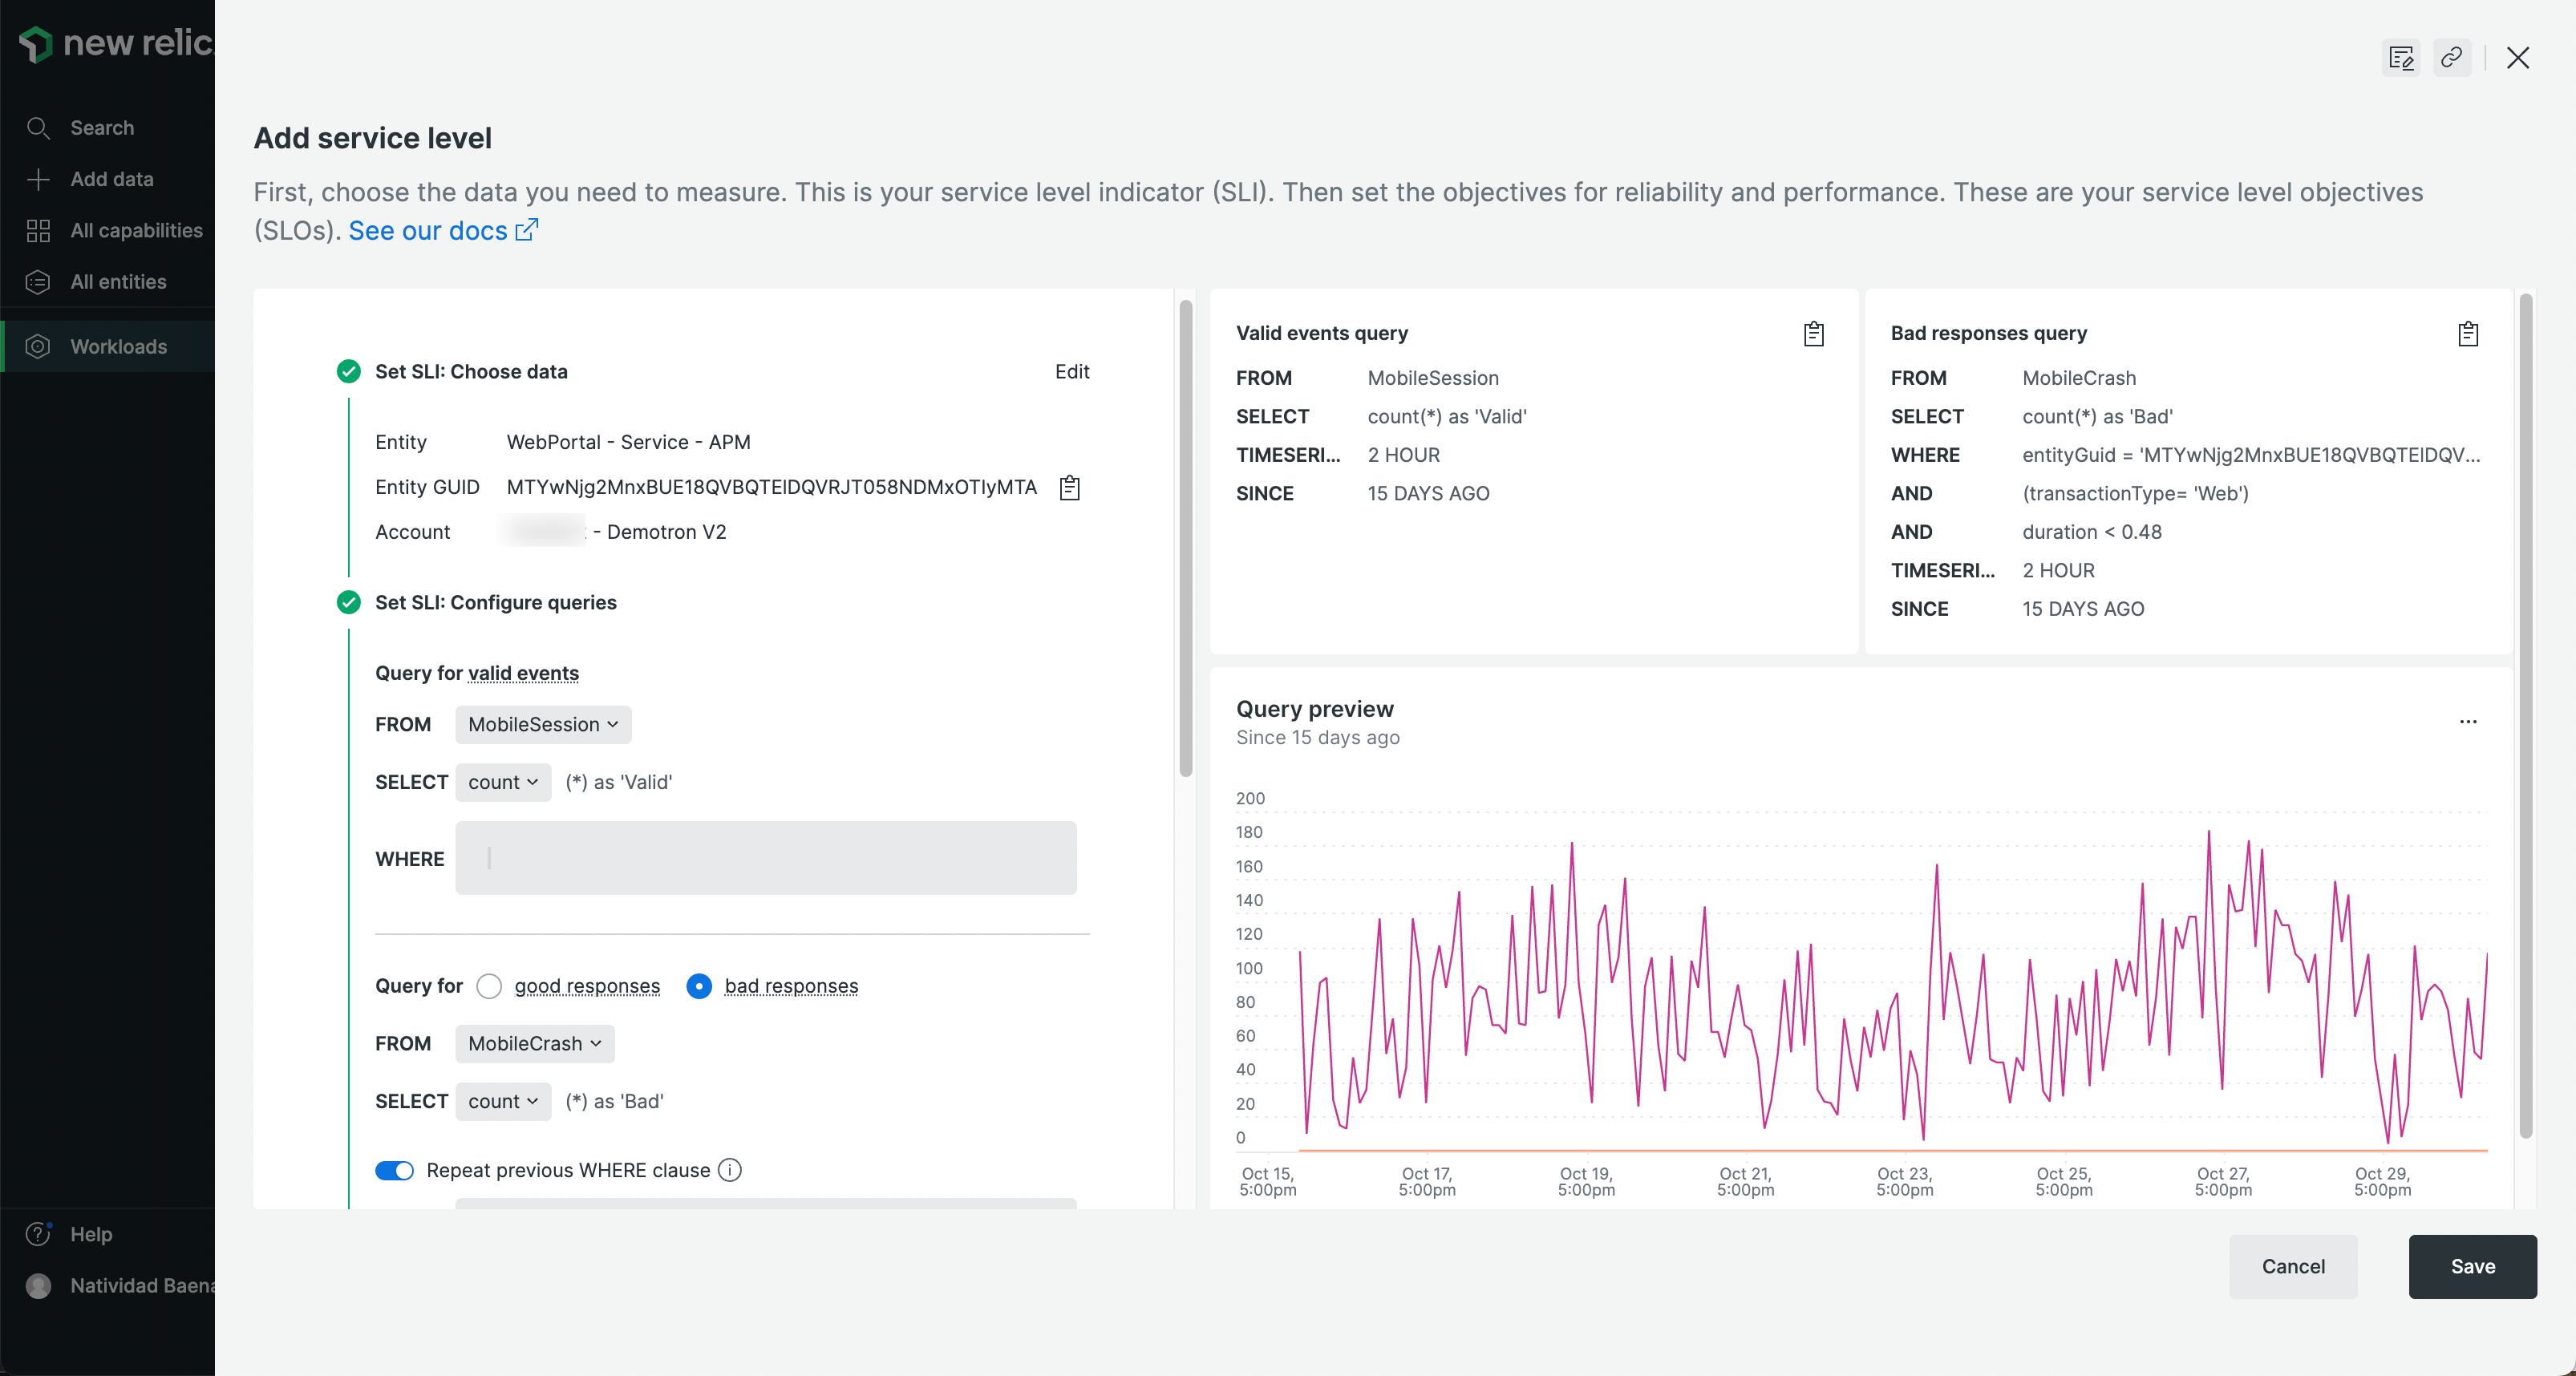 new relic
Search
Add data
All capabilities
All entities
Workloads
Help
Natividad Baena
Add service level
First, choose the data you need to measure. This is your service level indicator (SLI). Then set the objectives for reliability and performance. These are your service level objectives
(SLOs). See our docs
Set SLI: Choose data
Edit
Entity WebPortal - Service - APM
Entity GUID MTYwNjg2MnxBUE18QVBQTElDQVRJT058NDMxOTIyMTA
Account - Demotron V2
Set SLI: Configure queries
Query for valid events
FROM MobileSession
SELECT count (*) as 'Valid'
WHERE
Query for good responses bad responses
FROM MobileCrash
SELECT count (*) as 'Bad'
Repeat previous WHERE clause
Valid events query
FROM MobileSession
SELECT count(*) as 'Valid'
TIMESERI... 2 HOUR
SINCE 15 DAYS AGO
Bad responses query
FROM MobileCrash
SELECT count(*) as 'Bad'
WHERE entityGuid = 'MTYwNjg2MnxBUE18QVBQTElDQV...
AND (transactionType= 'Web')
AND duration < 0.48
TIMESERI... 2 HOUR
SINCE 15 DAYS AGO
Query preview
Since 15 days ago
200
180
160
140
120
100
80
60
40
20
0
Oct 15, 5:00pm
Oct 17, 5:00pm
Oct 19, 5:00pm
Oct 21, 5:00pm
Oct 23, 5:00pm
Oct 25, 5:00pm
Oct 27, 5:00pm
Oct 29, 5:00pm
Cancel
Save